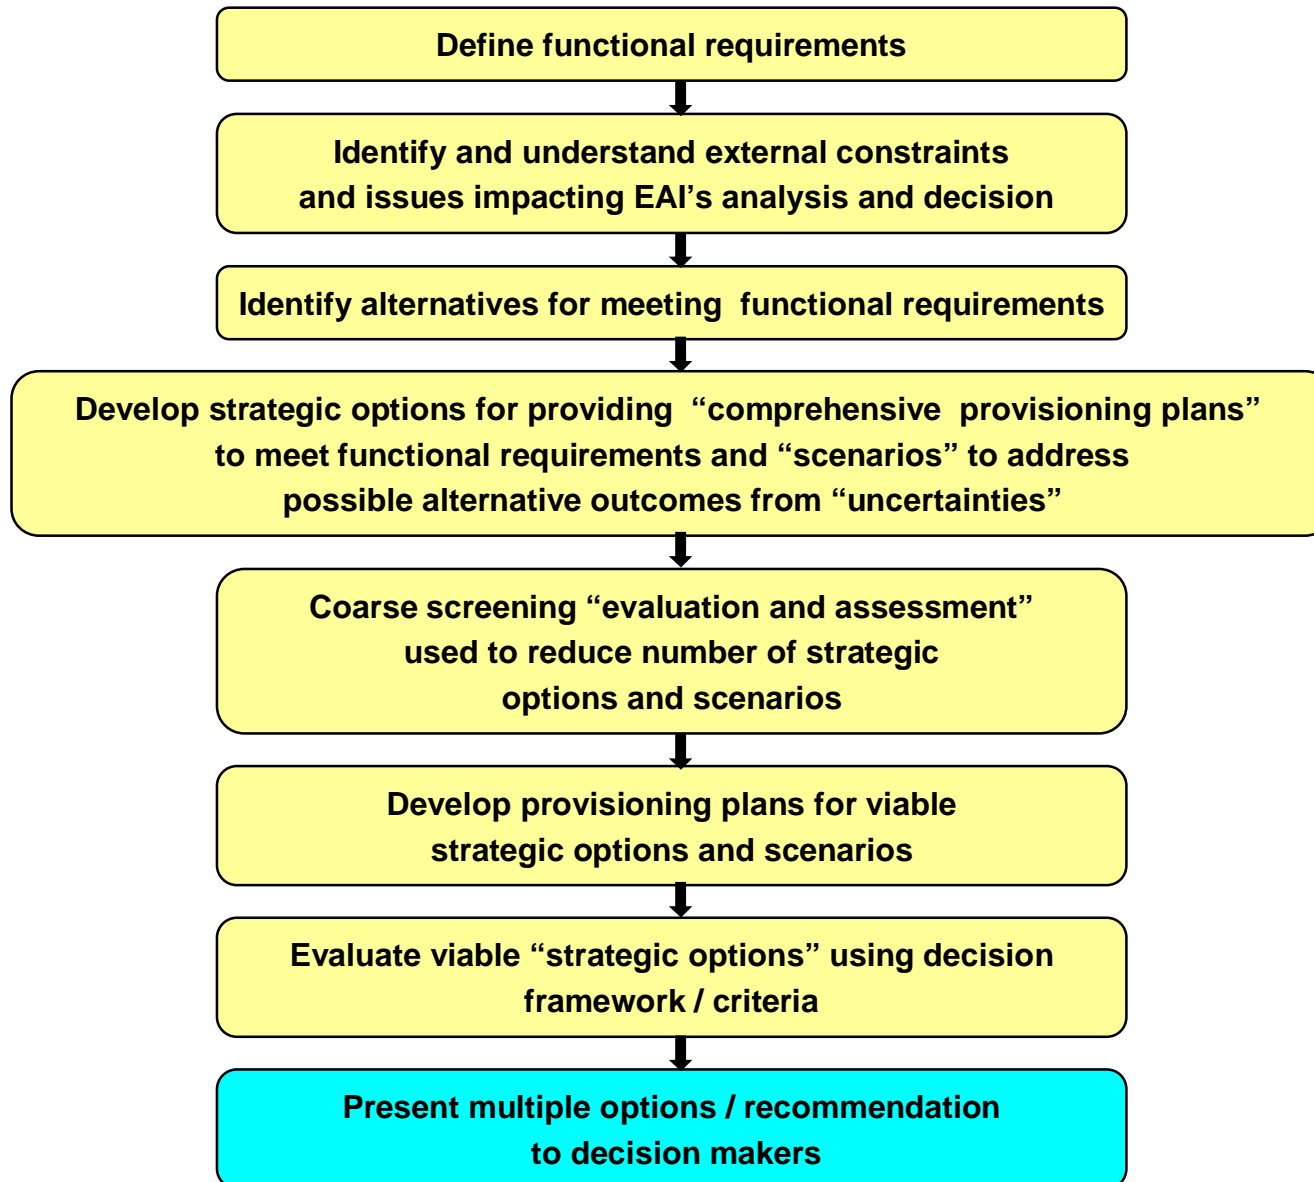 Define functional requirements
Identify and understand external constraints
and issues impacting EAI’s analysis and decision
Identify alternatives for meeting  functional requirements
Develop strategic options for providing  “comprehensive  provisioning plans”
to meet functional requirements and “scenarios” to address
possible alternative outcomes from “uncertainties”
Coarse screening “evaluation and assessment”
used to reduce number of strategic
options and scenarios
Develop provisioning plans for viable
strategic options and scenarios
Evaluate viable “strategic options” using decision
framework / criteria
Present multiple options / recommendation
to decision makers